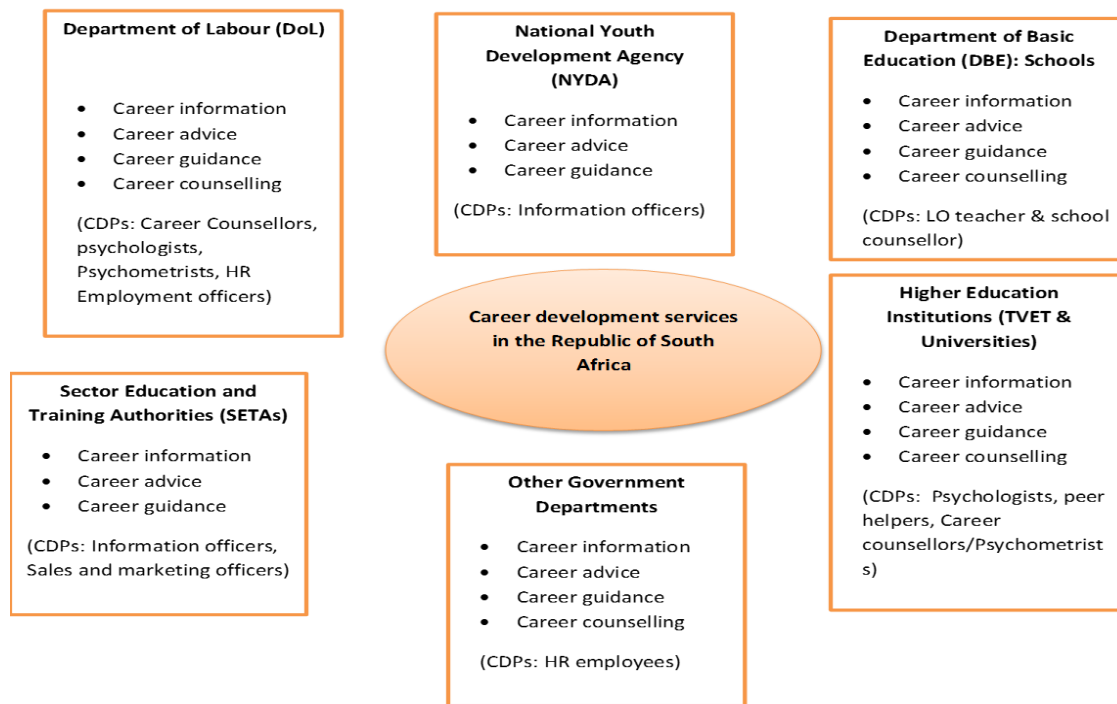 Department of Labour (DoL)
• Career information
• Career advice
• Career guidance
• Career counselling
(CDPs: Career Counsellors,
psychologists,
Psychometrists, HR
Employment officers)
National Youth
Development Agency
(NYDA)
• Career information
• Career advice
• Career guidance
(CDPs: Information officers)
Department of Basic
Education (DBE): Schools
• Career information
• Career advice
• Career guidance
• Career counselling
(CDPs: LO teacher & school
counsellor)
Career development services
in the Republic of South
Africa
Higher Education
Institutions (TVET &
Universities)
• Career information
• Career advice
• Career guidance
• Career counselling
(CDPs: Psychologists, peer
helpers, Career
counsellors/Psychometrist
s)
Sector Education and
Training Authorities (SETAs)
• Career information
• Career advice
• Career guidance
(CDPs: Information officers,
Sales and marketing officers)
Other Government
Departments
• Career information
• Career advice
• Career guidance
• Career counselling
(CDPs: HR employees)